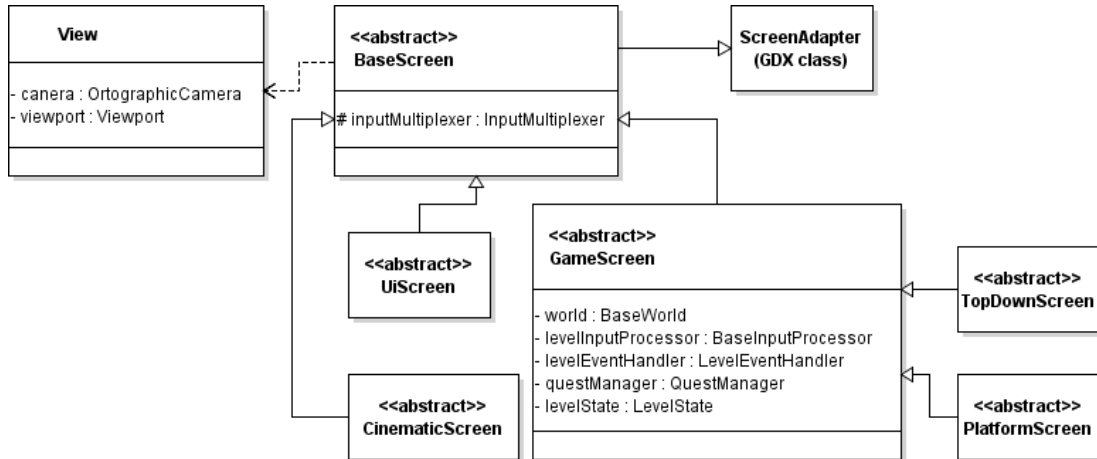 View
- canera : OrtographicCamera
- viewport : Viewport
<<abstract>>
BaseScreen
# inputMultiplexer : InputMultiplexer
ScreenAdapter
(GDX class)
<<abstract>>
UiScreen
<<abstract>>
GameScreen
- world : BaseWorld
- levelInputProcessor : BaseInputProcessor
- levelEventHandler : LevelEventHandler
- questManager : QuestManager
- levelState : LevelState
<<abstract>>
TopDownScreen
<<abstract>>
CinematicScreen
<<abstract>>
PlatformScreen